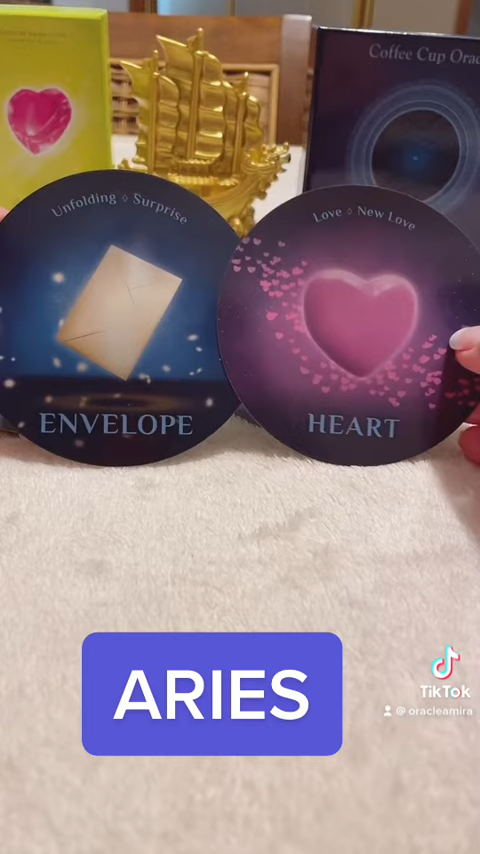 Coffee Cup Orac
Unfolding ◊ Surprise
Love ◊ New Love
ENVELOPE
HEART
ARIES
TikTok
@ oracleamira